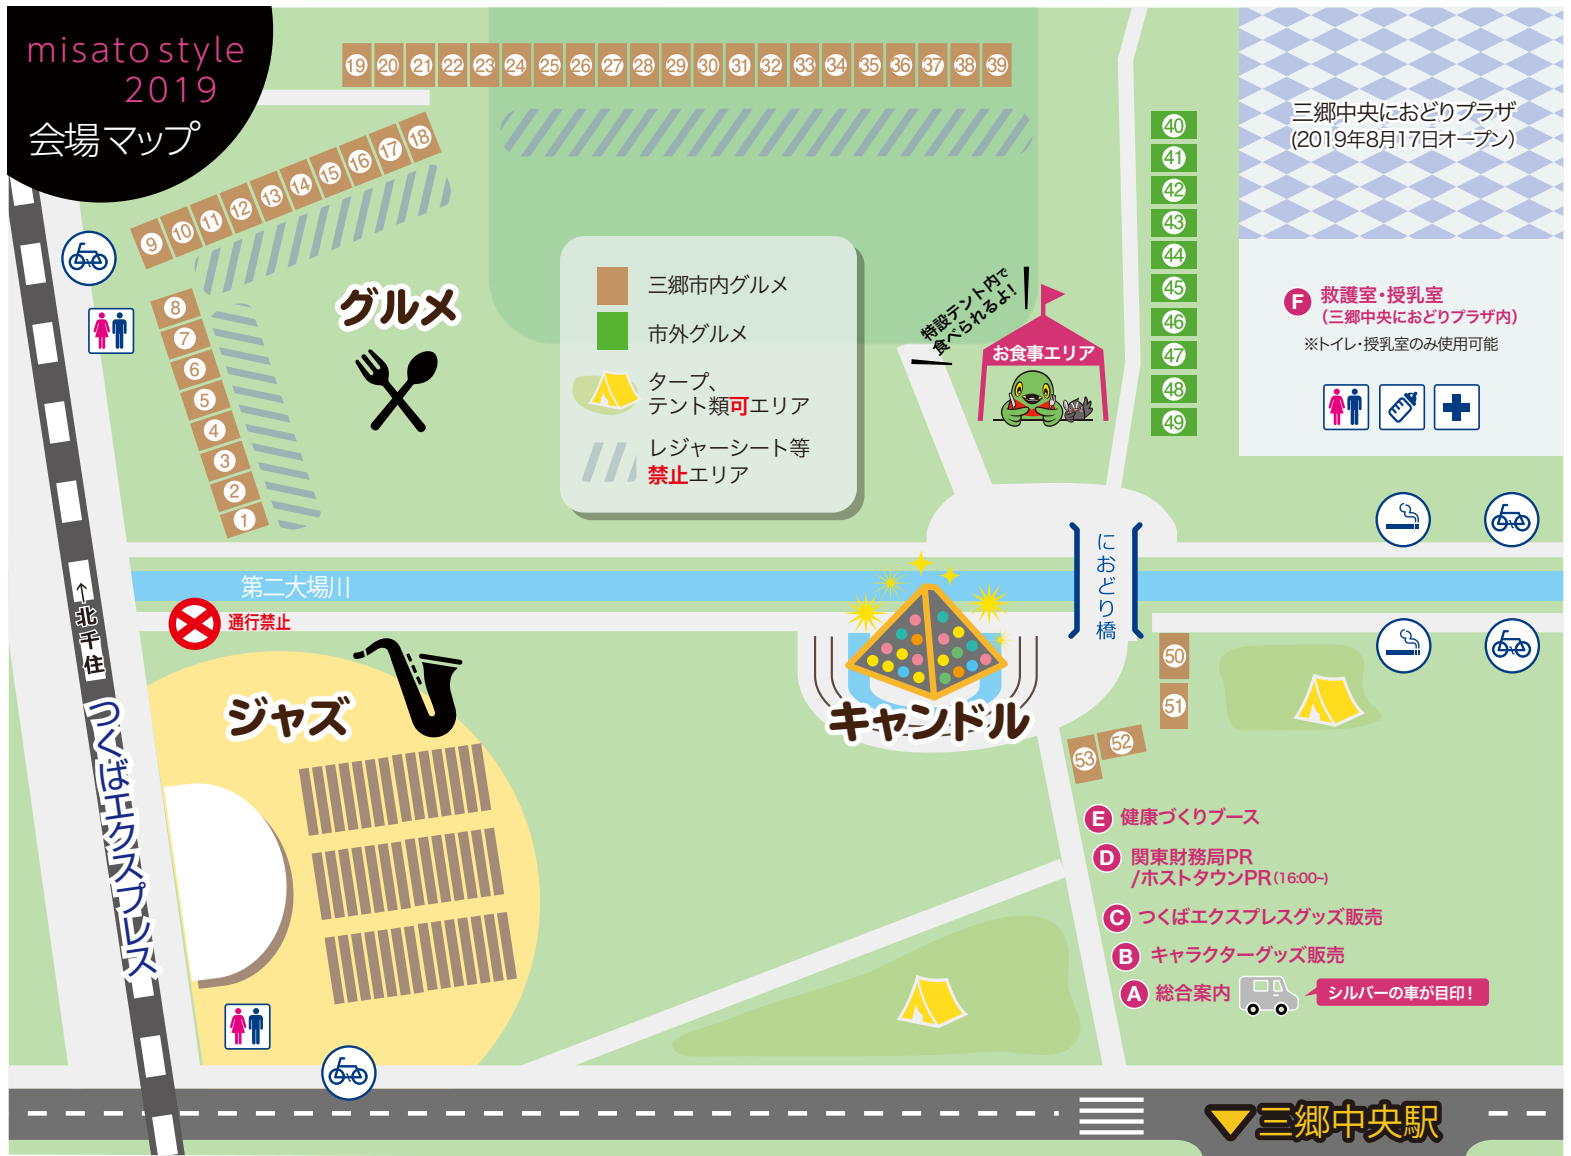 misato style
2019
会場マップ
19 20 21 22 23 24 25 26 27 28 29 30 31 32 33 34 35 36 37 38 39
9 10 11 12 13 14 15 16 17 18
8
7
6
5
4
3
2
1
グルメ
三郷市内グルメ
市外グルメ
タープ、
テント類可エリア
レジャーシート等
禁止エリア
特設テント内で
食べられるよ！
お食事エリア
40
41
42
43
44
45
46
47
48
49
三郷中央におどりプラザ
(2019年8月17日オープン)
F 救護室・授乳室
(三郷中央におどりプラザ内)
※トイレ・授乳室のみ使用可能
におどり橋
第二大場川
通行禁止
←北千住
つくばエクスプレス
ジャズ
キャンドル
50
51
52
53
E 健康づくりブース
D 関東財務局PR
/ホストタウンPR(16:00~)
C つくばエクスプレスグッズ販売
B キャラクターグッズ販売
A 総合案内
シルバーの車が目印！
▼三郷中央駅